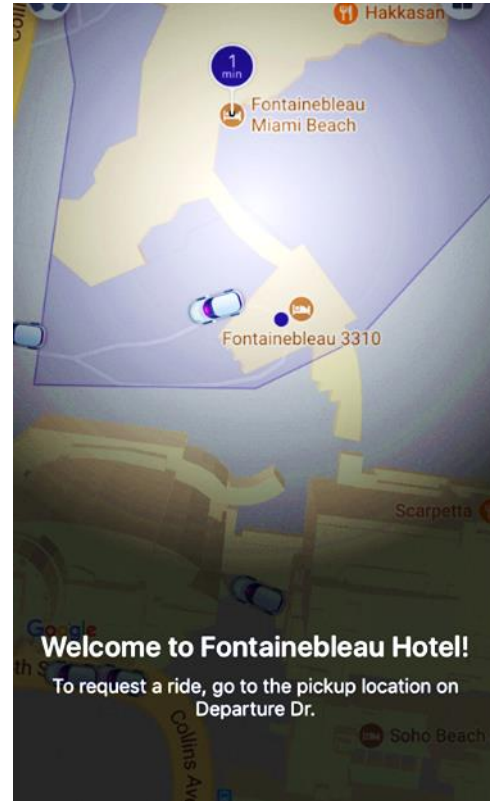 Hakkasan
1
min
Fontainebleau
Miami Beach
Fontainebleau 3310
Scarpetta
Google
Welcome to Fontainebleau Hotel!
To request a ride, go to the pickup location on
Departure Dr.
Collins Av
Soho Beach